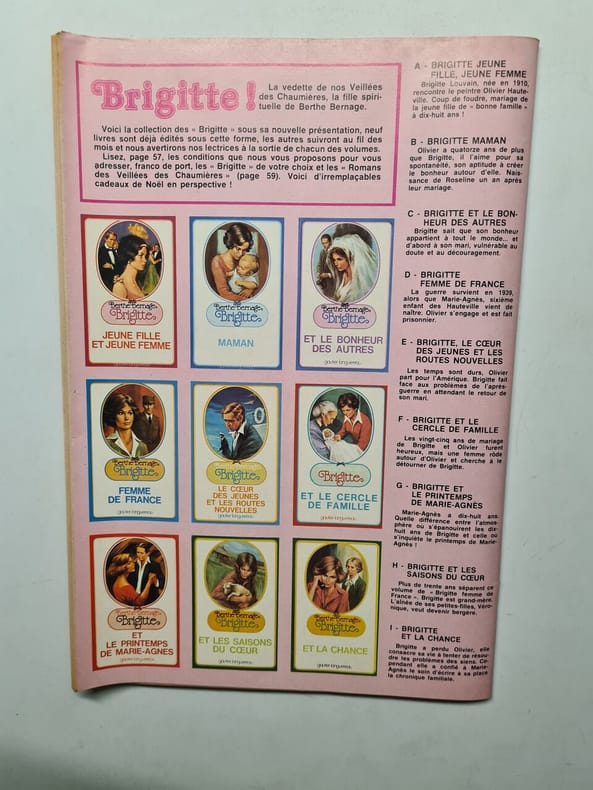 Brigitte !
La vedette de nos Veillées
des Chaumières, la fille spiri-
tuelle de Berthe Bernage.
Voici la collection des « Brigitte » sous sa nouvelle présentation, neuf
livres sont déjà édités sous cette forme, les autres suivront au fil des
mois et nous avertirons nos lectrices à la sortie de chacun des volumes.
Lisez, page 57, les conditions que nous vous proposons pour vous
adresser, franco de port, les « Brigitte » de votre choix et les « Romans
des Veillées des Chaumières » (page 59). Voici d'irremplaçables
cadeaux de Noël en perspective !
Berthe Bernage
Brigitte
JEUNE FILLE
ET JEUNE FEMME
Berthe Bernage
Brigitte
MAMAN
Berthe Bernage
Brigitte
ET LE BONHEUR
DES AUTRES
gautier-languereau
Berthe Bernage
Brigitte
FEMME
DE FRANCE
gautier-languereau
Berthe Bernage
Brigitte
LE CŒUR
DES JEUNES ET LES
ROUTES NOUVELLES
gautier-languereau
Berthe Bernage
Brigitte
ET LE CERCLE
DE FAMILLE
gautier-languereau
Berthe Bernage
Brigitte
ET
LE PRINTEMPS
DE MARIE-AGNÈS
Berthe Bernage
Brigitte
ET LES SAISONS
DU CŒUR
gautier-languereau
Berthe Bernage
Brigitte
ET LA CHANCE
gautier-languereau
A - BRIGITTE JEUNE
FILLE, JEUNE FEMME
Brigitte Louvain, née en 1910,
rencontre le peintre Olivier Haute-
ville. Coup de foudre, mariage de
la jeune fille de « bonne famille »
à dix-huit ans !
B - BRIGITTE MAMAN
Olivier a quatorze ans de plus
que Brigitte, il l'aime pour sa
spontanéité, son aptitude à créer
le bonheur autour d'elle. Nais-
sance de Roseline un an après
leur mariage.
C - BRIGITTE ET LE BON-
HEUR DES AUTRES
Brigitte sait que son bonheur
appartient à tout le monde... et
d'abord à son mari, vulnérable au
doute et au découragement.
D - BRIGITTE
FEMME DE FRANCE
La guerre survient en 1939,
alors que Marie-Agnès, sixième
enfant des Hauteville vient de
naître. Olivier s'engage et est fait
prisonnier.
E - BRIGITTE, LE CŒUR
DES JEUNES ET LES
ROUTES NOUVELLES
Les temps sont durs, Olivier
part pour l'Amérique. Brigitte fait
face aux problèmes de l'après-
guerre en attendant le retour de
son mari.
F - BRIGITTE ET LE
CERCLE DE FAMILLE
Les vingt-cinq ans de mariage
de Brigitte et Olivier furent
heureux, mais une femme rôde
autour d'Olivier et cherche à le
détourner de Brigitte.
G - BRIGITTE ET
LE PRINTEMPS
DE MARIE-AGNÈS
Marie-Agnès a dix-huit ans.
Quelle différence entre l'atmos-
phère où s'épanouirent les dix-
huit ans de Brigitte et celle où
s'inquiète le printemps de Marie-
Agnès !
H - BRIGITTE ET LES
SAISONS DU CŒUR
Plus de trente ans séparent ce
volume de « Brigitte femme de
France ». Brigitte est grand-mère.
L'aînée de ses petites-filles, Véro-
nique, veut devenir bergère.
I - BRIGITTE
ET LA CHANCE
Brigitte a perdu Olivier, elle
consacre sa vie à tenter de résou-
dre les problèmes des siens. Ce-
pendant elle a confié à Marie-
Agnès le soin d'écrire à sa place
la chronique familiale.